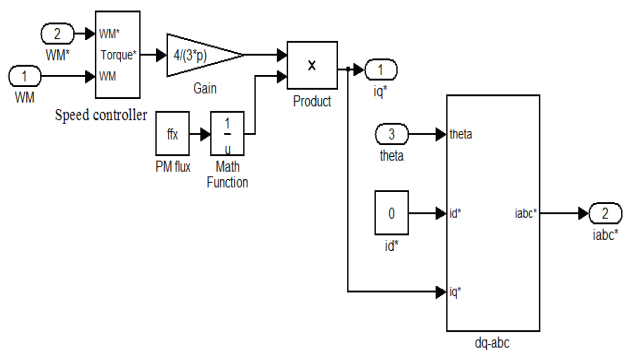 2
WM*
1
WM
WM*
Torque*
WM
Speed controller
4/(3*p)
Gain
ffx
PM flux
1
u
Math
Function
x
Product
1
iq*
3
theta
0
id*
theta
id*
iq*
iabc*
dq-abc
2
iabc*